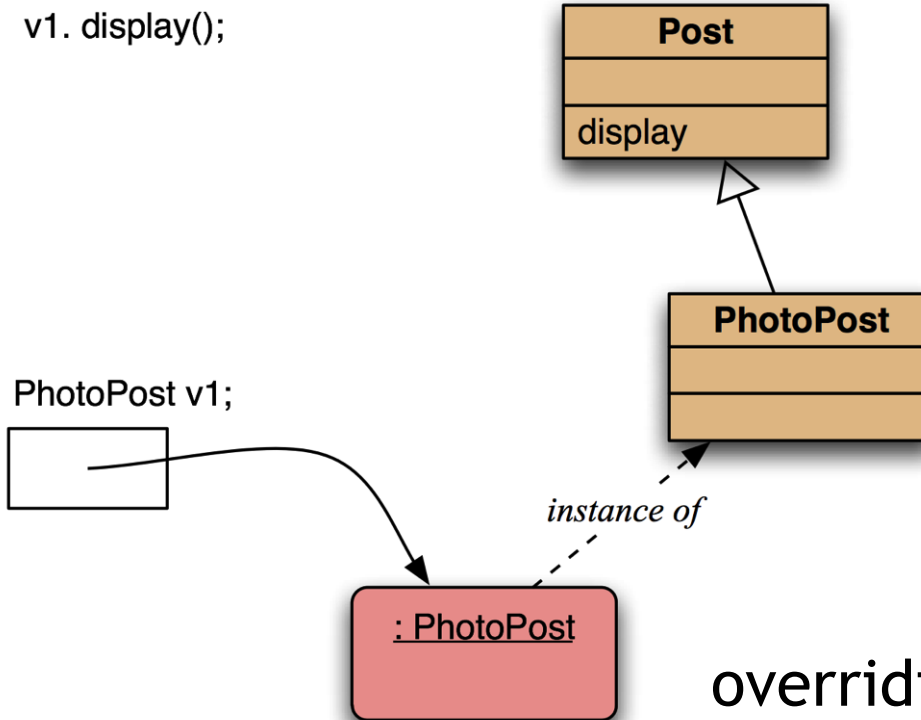 v1. display();
Post
display
PhotoPost
PhotoPost v1;
instance of
: PhotoPost